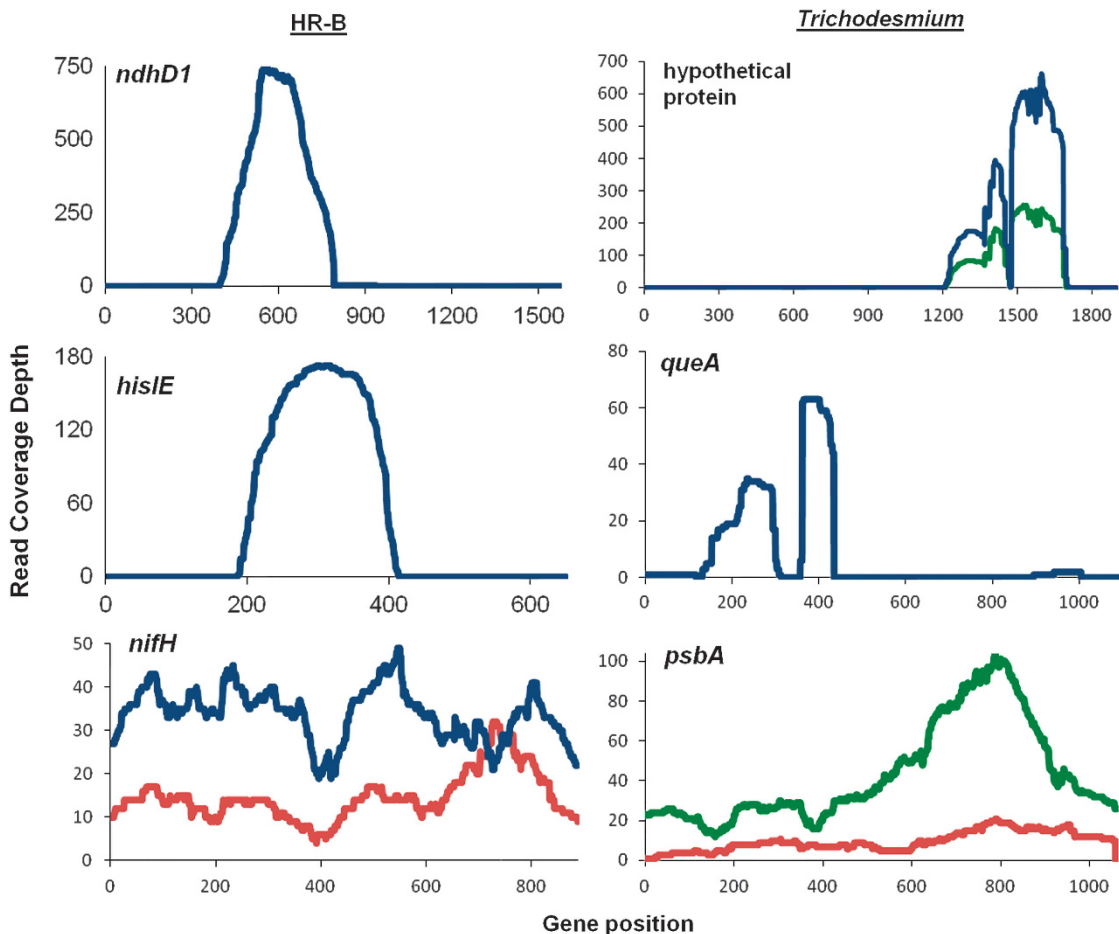 HR-B
Trichodesmium
Read Coverage Depth
ndhD1
750
500
250
0
0 300 600 900 1200 1500
hypothetical
protein
700
600
500
400
300
200
100
0
0 300 600 900 1200 1500 1800
hisIE
180
120
60
0
200 400 600
queA
80
60
40
20
0
0 200 400 600 800 1000
nifH
50
40
30
20
10
0
0 200 400 600 800
psbA
100
80
60
40
20
0
0 200 400 600 800 1000
Gene position